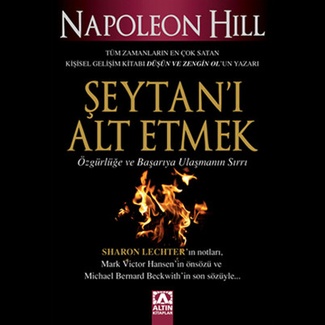 NAPOLEON HILL
TÜM ZAMANLARIN EN ÇOK SATAN
KİŞİSEL GELİŞİM KİTABI DÜŞÜN VE ZENGİN OL'UN YAZARI
ŞEYTAN'I
ALT ETMEK
Özgürlüğe ve Başarıya Ulaşmanın Sırrı
SHARON LECHTER'ın notları,
Mark Victor Hansen'in önsözü ve
Michael Bernard Beckwith'in son sözüyle...
ALTIN
KİTAPLAR